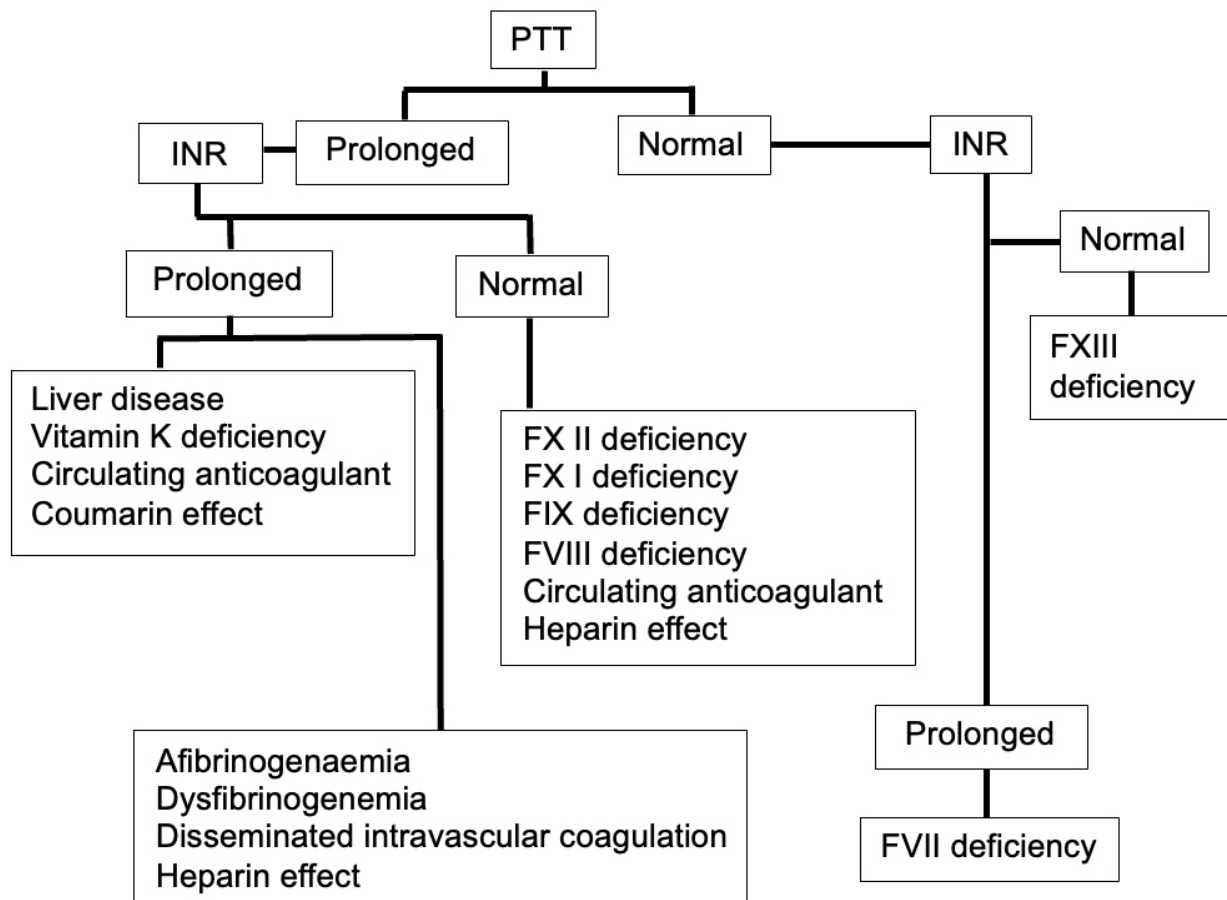 PTT
INR
Prolonged
Normal
INR
Prolonged
Normal
Normal
Liver disease
Vitamin K deficiency
Circulating anticoagulant
Coumarin effect
FX II deficiency
FX I deficiency
FIX deficiency
FVIII deficiency
Circulating anticoagulant
Heparin effect
FXIII
deficiency
Afibrinogenaemia
Dysfibrinogenemia
Disseminated intravascular coagulation
Heparin effect
Prolonged
FVII deficiency